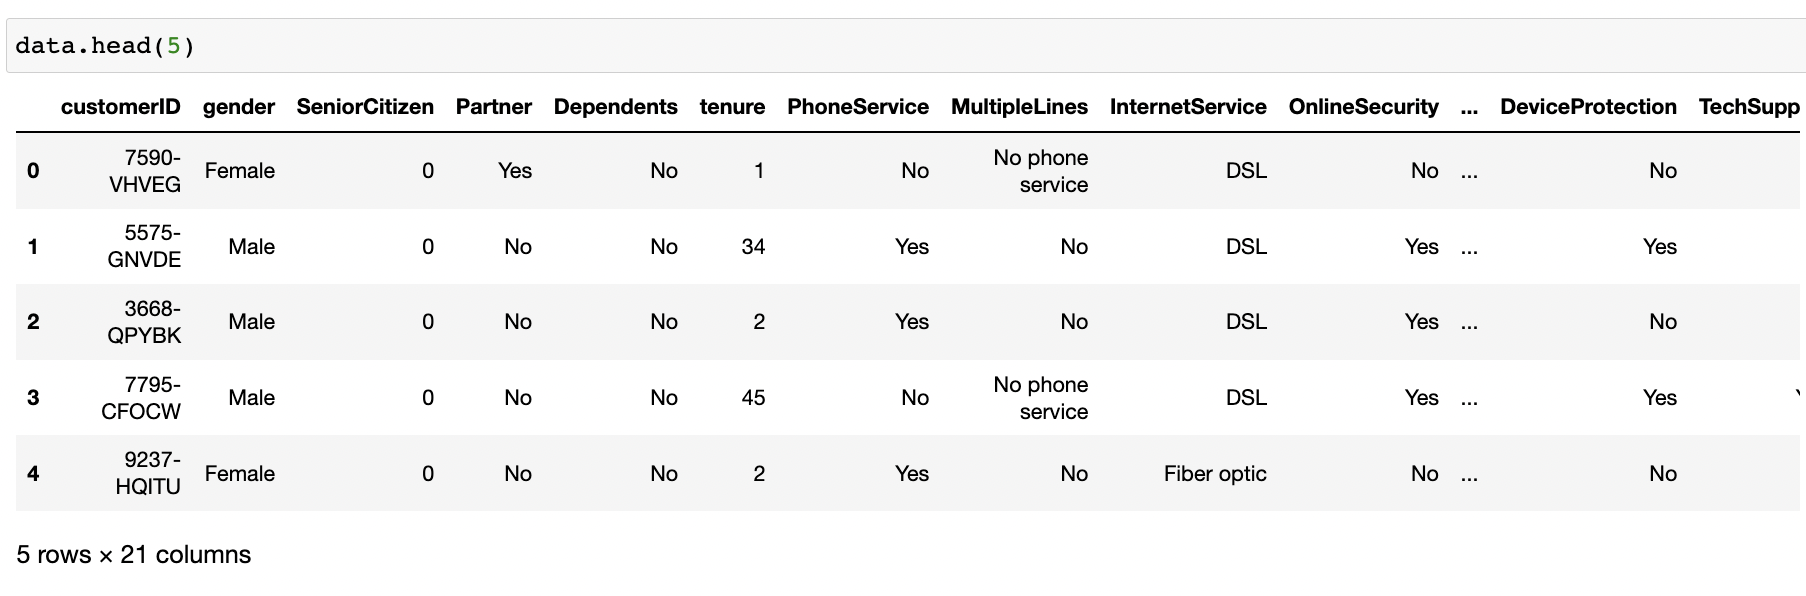 data.head(5)
customerID gender SeniorCitizen Partner Dependents tenure PhoneService MultipleLines InternetService OnlineSecurity ... DeviceProtection TechSupp
0 7590-VHVEG Female 0 Yes No 1 No No phone service DSL No ... No
1 5575-GNVDE Male 0 No No 34 Yes No DSL Yes ... Yes
2 3668-QPYBK Male 0 No No 2 Yes No DSL Yes ... No
3 7795-CFOCW Male 0 No No 45 No No phone service DSL Yes ... Yes
4 9237-HQITU Female 0 No No 2 Yes No Fiber optic No ... No
5 rows × 21 columns